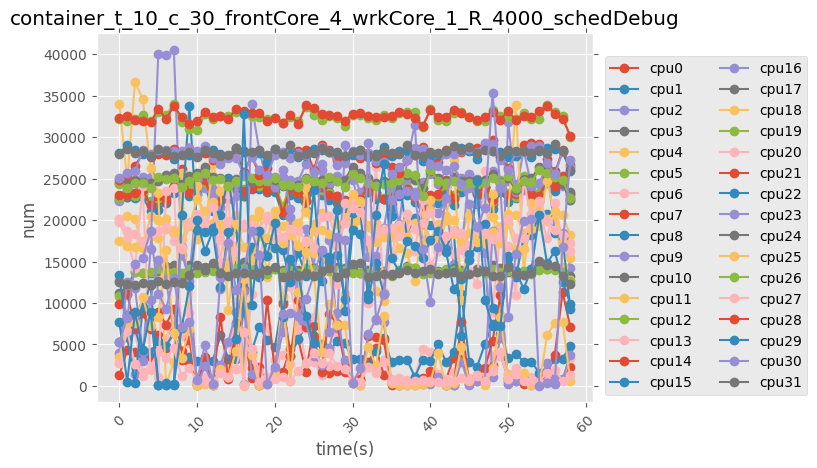 container_t_10_c_30_frontCore_4_wrkCore_1_R_4000_schedDebug
40000
35000
30000
25000
20000
15000
10000
5000
0
num
0
10
20
30
40
50
60
time(s)
cpu0
cpu1
cpu2
cpu3
cpu4
cpu5
cpu6
cpu7
cpu8
cpu9
cpu10
cpu11
cpu12
cpu13
cpu14
cpu15
cpu16
cpu17
cpu18
cpu19
cpu20
cpu21
cpu22
cpu23
cpu24
cpu25
cpu26
cpu27
cpu28
cpu29
cpu30
cpu31